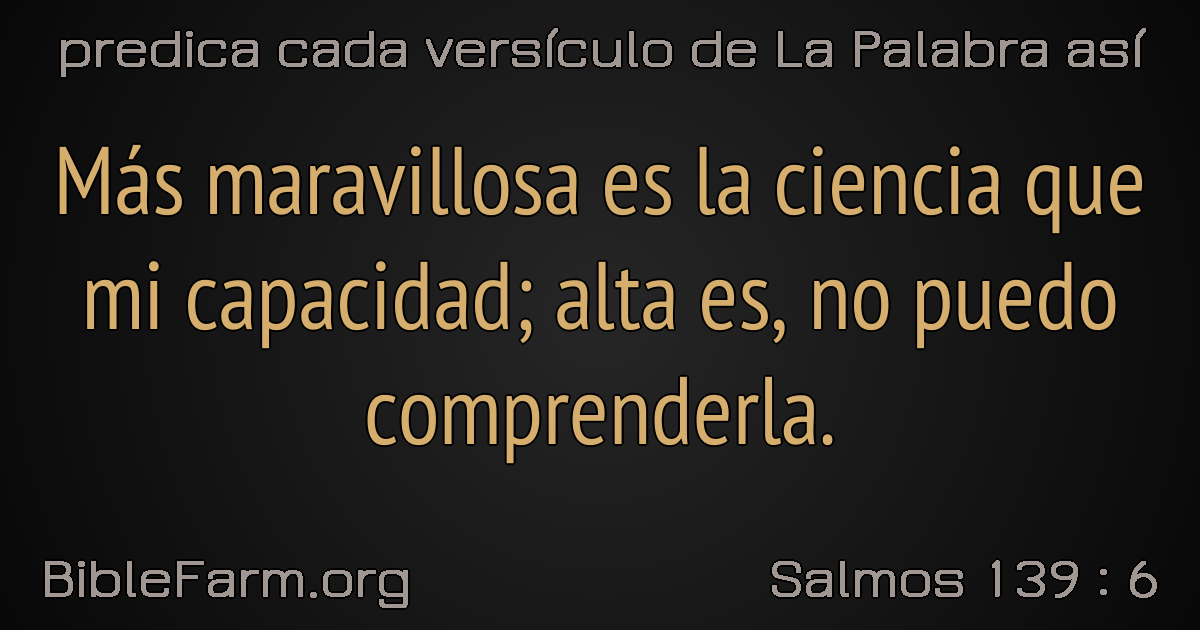 predica cada versículo de La Palabra así
Más maravillosa es la ciencia que
mi capacidad; alta es, no puedo
comprenderla.
BibleFarm.org
Salmos 139 : 6